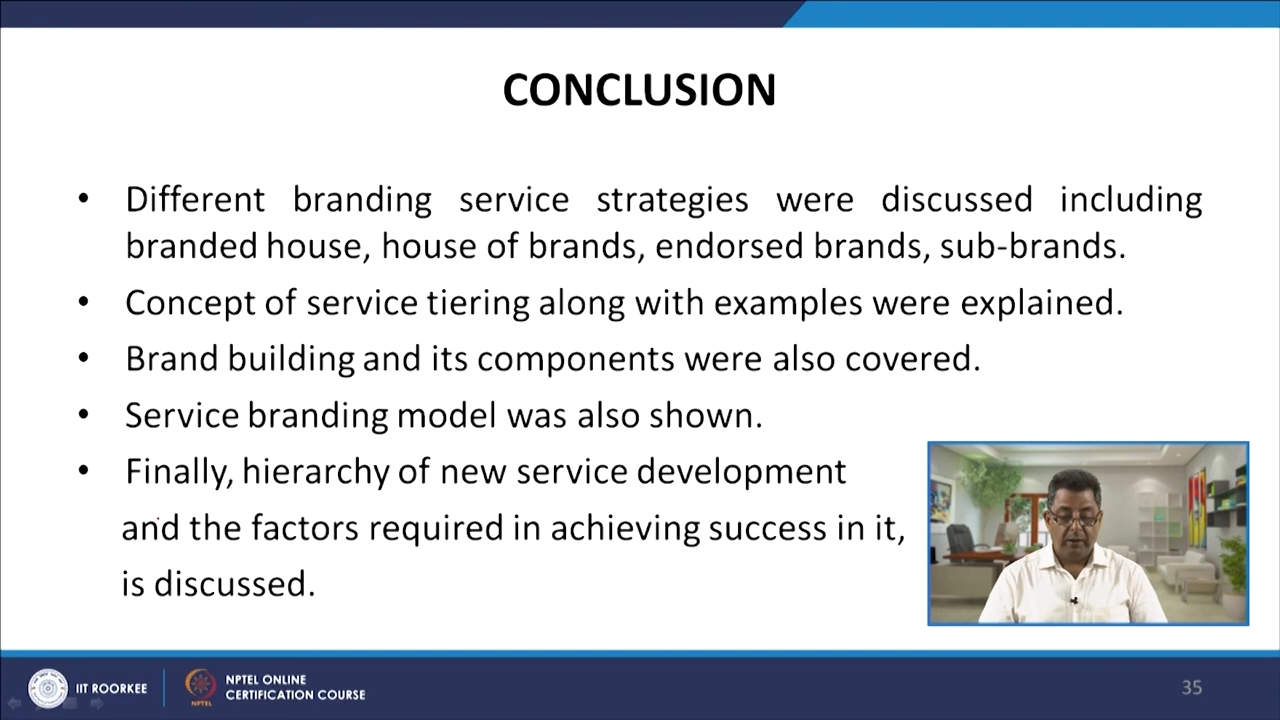 CONCLUSION
• Different branding service strategies were discussed including
branded house, house of brands, endorsed brands, sub-brands.
• Concept of service tiering along with examples were explained.
• Brand building and its components were also covered.
• Service branding model was also shown.
• Finally, hierarchy of new service development
and the factors required in achieving success in it,
is discussed.
IIT ROORKEE
NPTEL
NPTEL ONLINE
CERTIFICATION COURSE
35